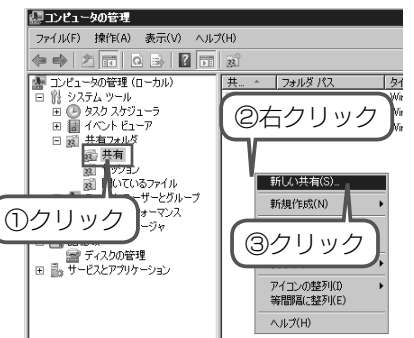 コンピュータの管理
ファイル(F) 操作(A) 表示(V) ヘルプ(H)
コンピュータの管理 (ローカル)
システム ツール
タスク スケジューラ
イベント ビューア
共有フォルダ
共有
ション
いているファイル
ーザーとグループ
ォーマンス
ージャ
ディスクの管理
サービスとアプリケーション
共... フォルダ パス タイ
Win
Win
②右クリック
①クリック
新しい共有(S)...
新規作成(N)
③クリック
アイコンの整列(I)
等間隔に整列(E)
ヘルプ(H)